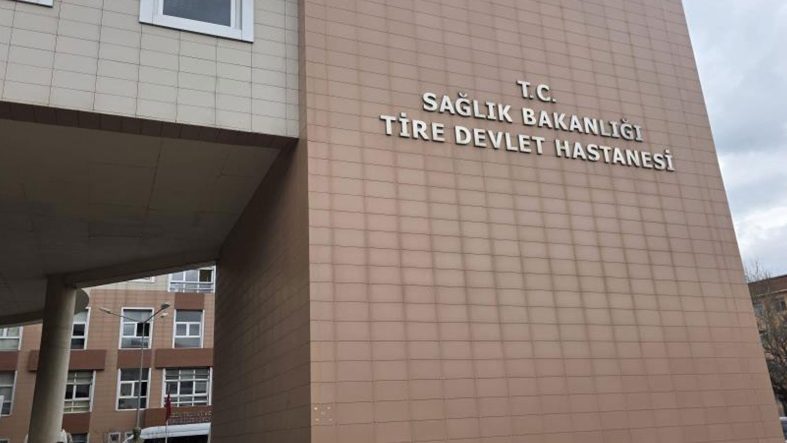 T.C.
SAĞLIK BAKANLIĞI
TİRE DEVLET HASTANESİ